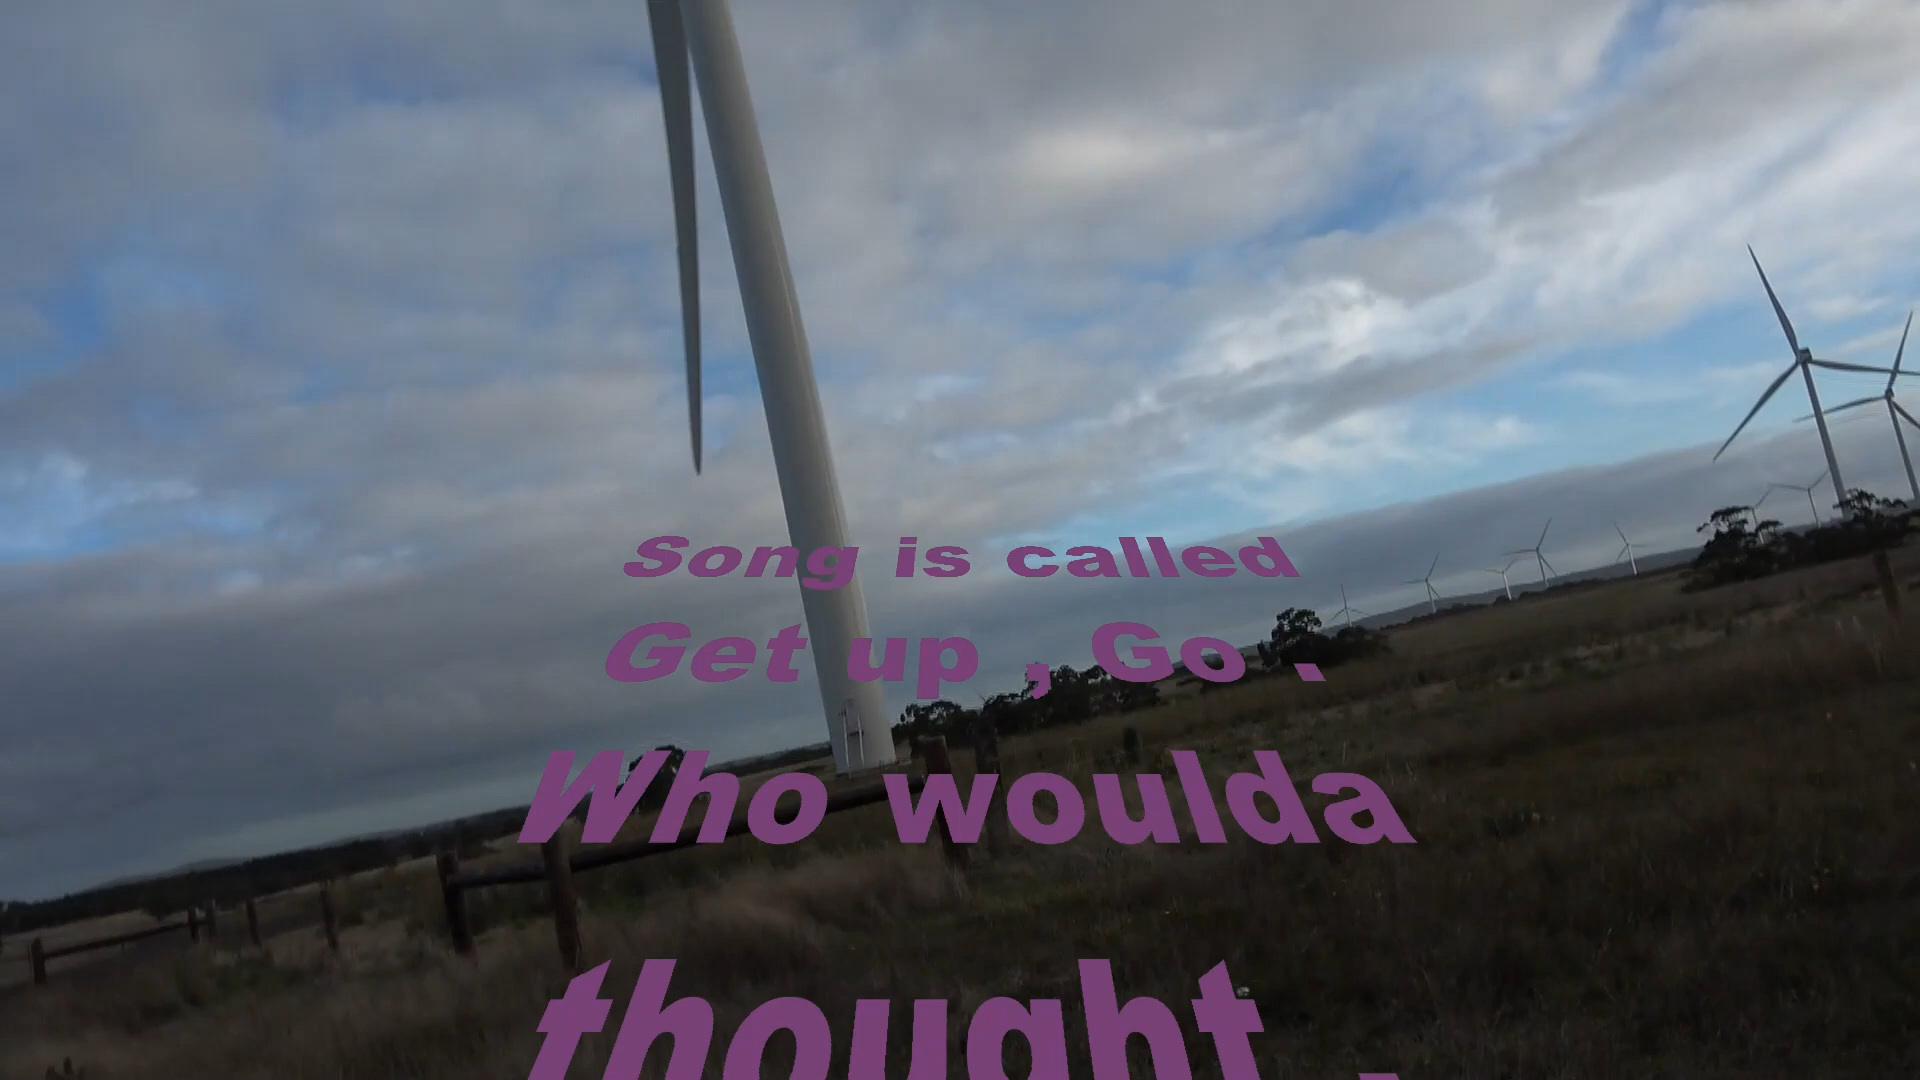 Song is called
Get up , Go .
Who woulda
thought .